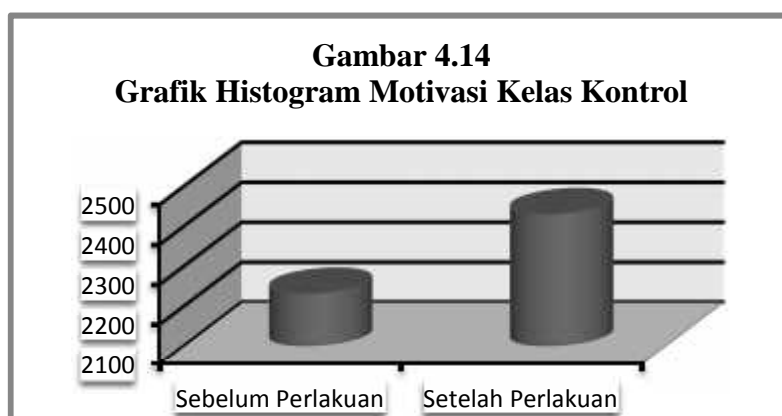 Gambar 4.14
Grafik Histogram Motivasi Kelas Kontrol
2500
2400
2300
2200
2100
Sebelum Perlakuan Setelah Perlakuan